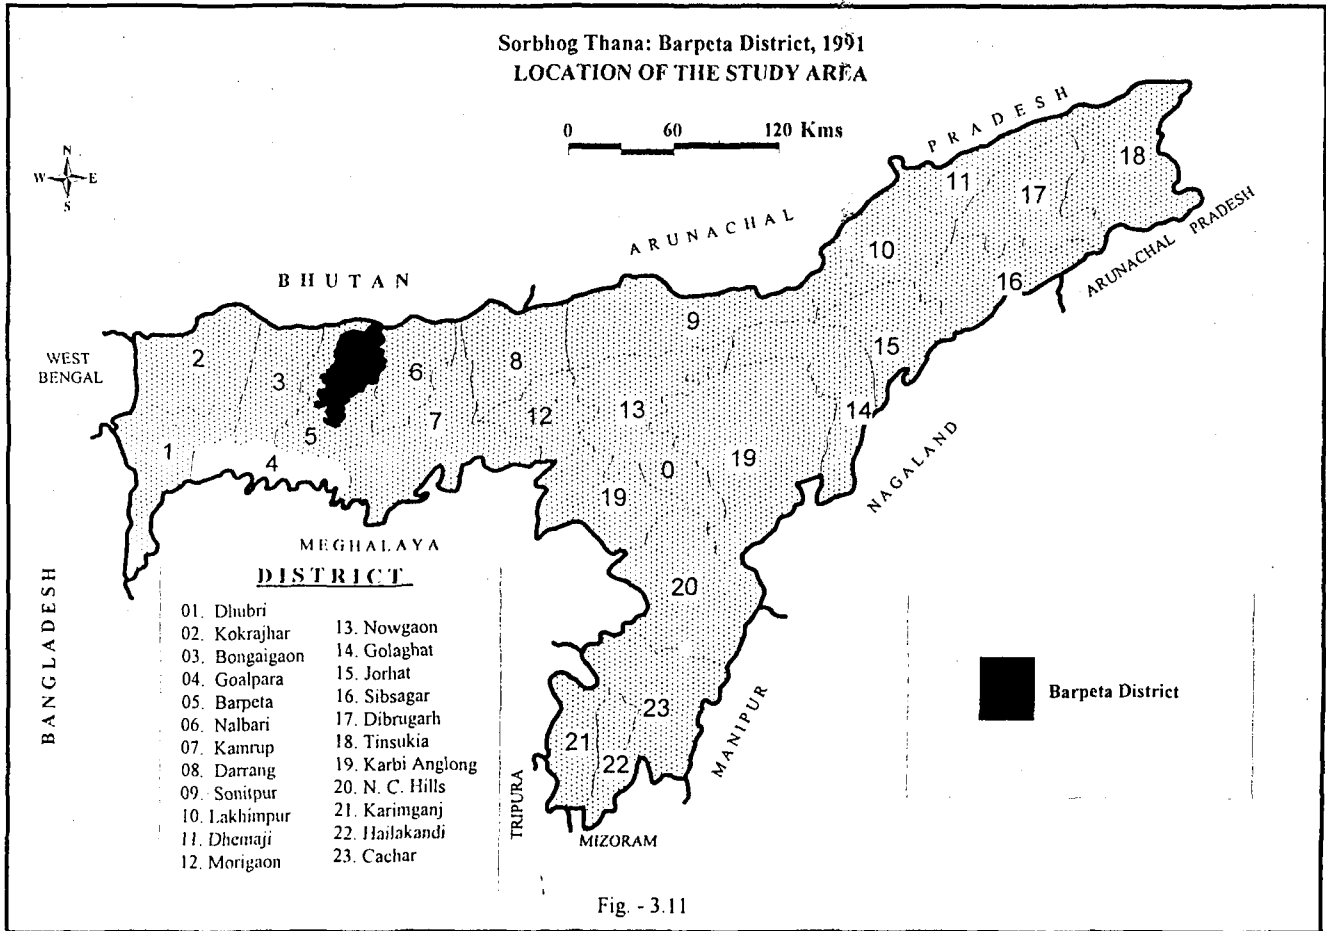 Sorbhog Thana: Barpeta District, 1991
LOCATION OF THE STUDY AREA
0 60 120 Kms
N
W E
S
BHUTAN
ARUNACHAL
PRADESH
ARUNACHAL PRADESH
WEST
BENGAL
BANGLADESH
MEGHALAYA
NAGALAND
MANIPUR
TRIPURA
MIZORAM
1
2
3
4
5
6
7
8
9
10
11
12
13
14
15
16
17
18
19
0
19
20
21
22
23
DISTRICT
01. Dhubri
02. Kokrajhar
03. Bongaigaon
04. Goalpara
05. Barpeta
06. Nalbari
07. Kamrup
08. Darrang
09. Sonitpur
10. Lakhimpur
11. Dhemaji
12. Morigaon
13. Nowgaon
14. Golaghat
15. Jorhat
16. Sibsagar
17. Dibrugarh
18. Tinsukia
19. Karbi Anglong
20. N. C. Hills
21. Karimganj
22. Hailakandi
23. Cachar
Barpeta District
Fig. - 3.11